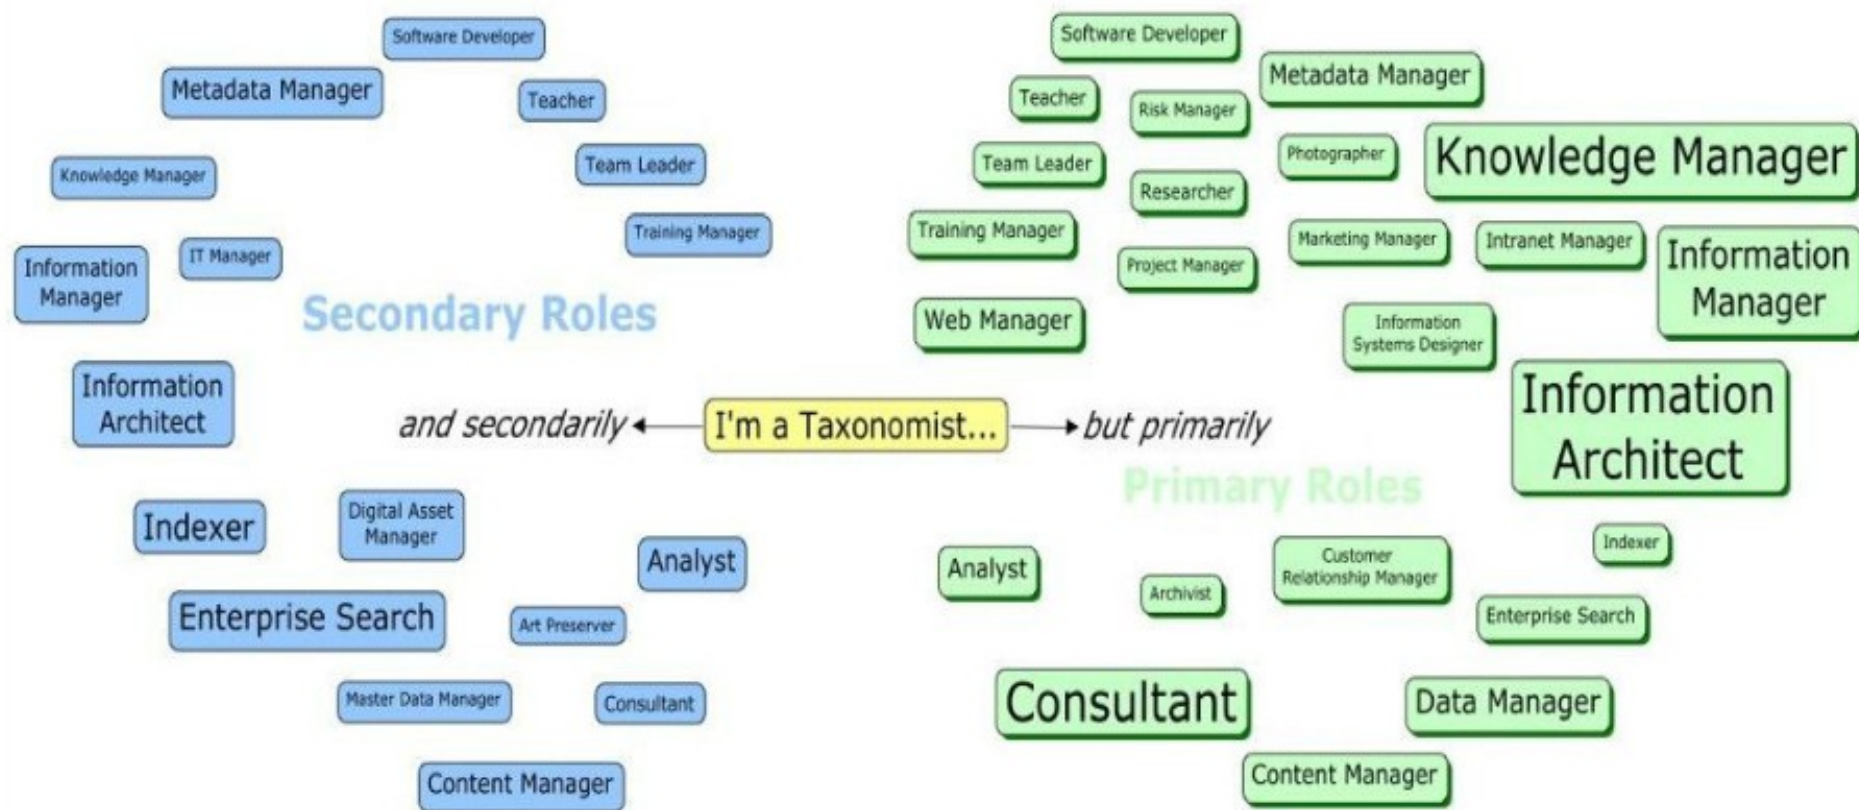 Software Developer
Metadata Manager
Teacher
Team Leader
Knowledge Manager
Training Manager
IT Manager
Information
Manager
Secondary Roles
Information
Architect
and secondarily
I'm a Taxonomist...
but primarily
Indexer
Digital Asset
Manager
Analyst
Enterprise Search
Art Preserver
Master Data Manager
Consultant
Content Manager
Software Developer
Metadata Manager
Teacher
Risk Manager
Knowledge Manager
Photographer
Team Leader
Researcher
Training Manager
Marketing Manager
Intranet Manager
Information
Manager
Project Manager
Web Manager
Information
Systems Designer
Information
Architect
Primary Roles
Indexer
Customer
Relationship Manager
Analyst
Archivist
Enterprise Search
Consultant
Data Manager
Content Manager